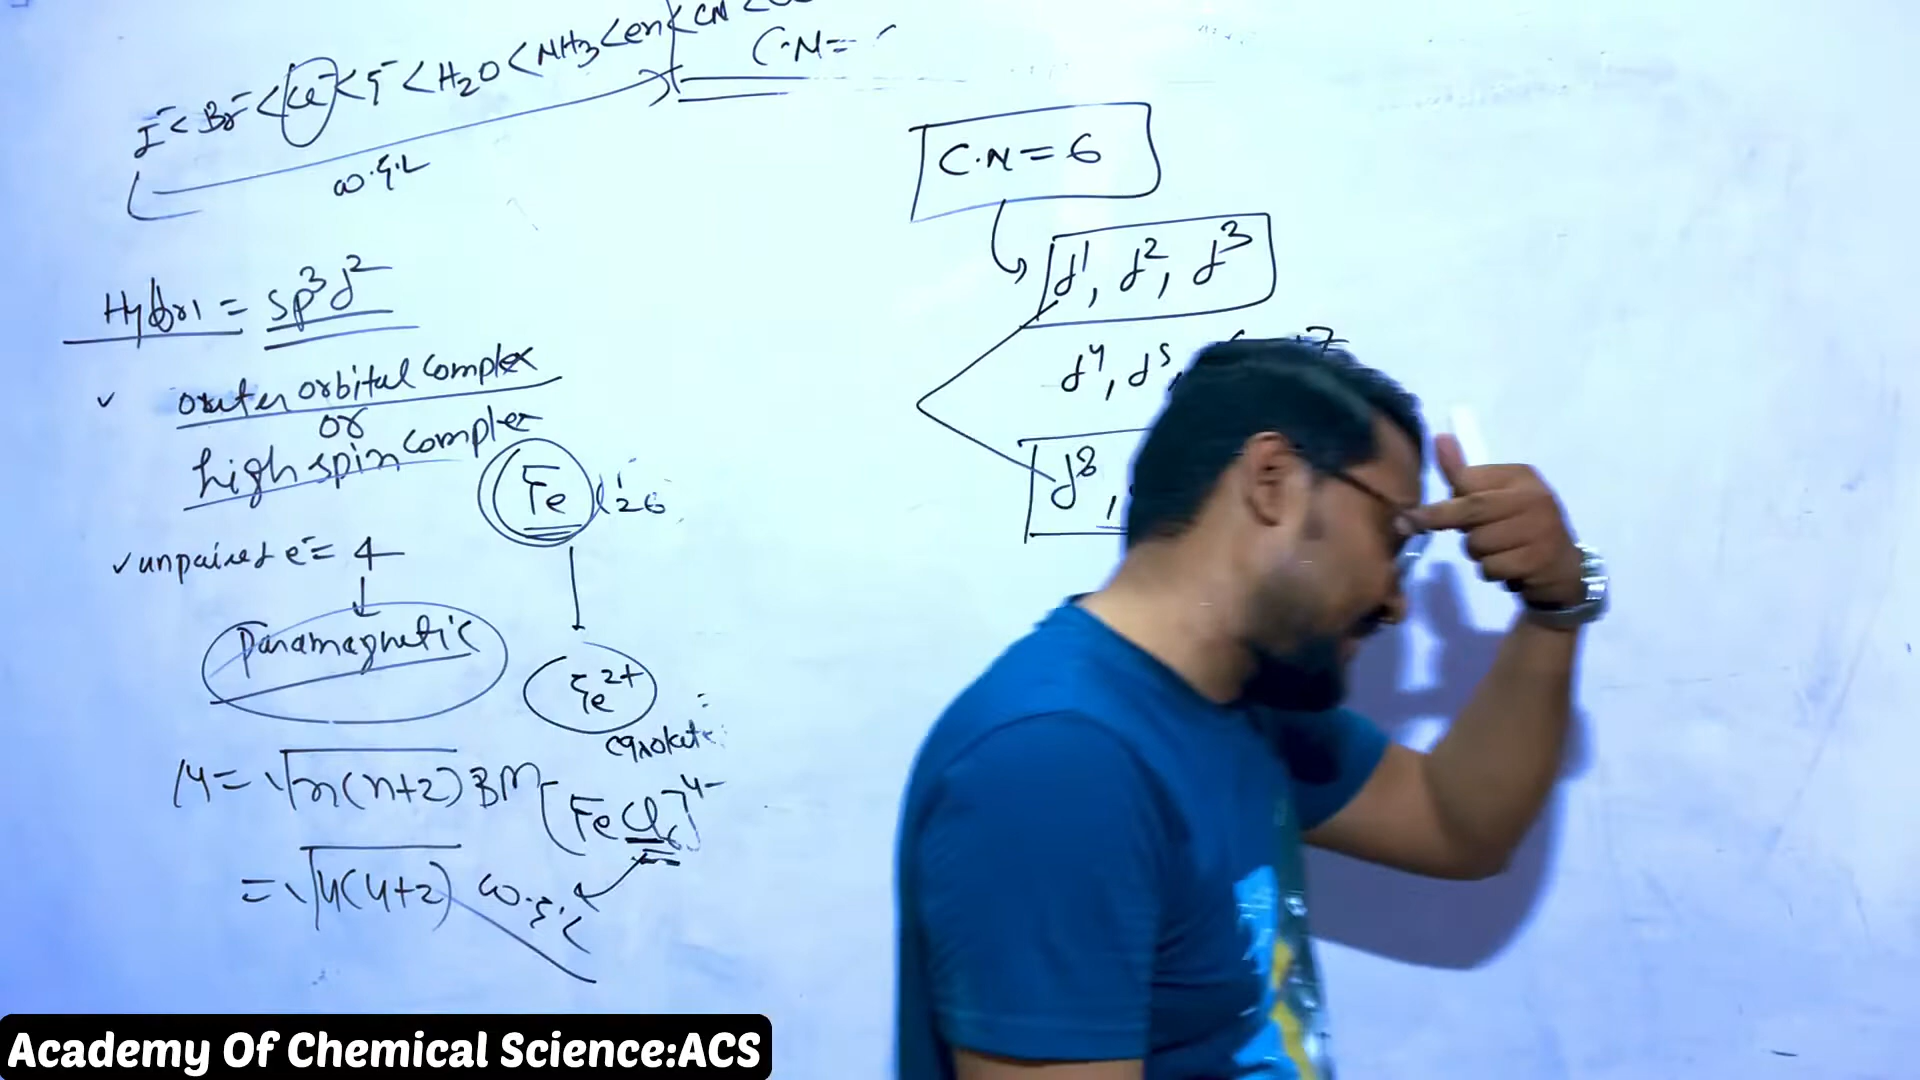 I⁻ < Br⁻ < Cl⁻ < F⁻ < H2O < NH3 < en < CN <
W.F.L
C.N =
C.N = 6
d¹, d², d³
d⁴, d⁵,
d⁸,
Hybri = sp³d²
✓ outer orbital complex
or
high spin complex
Fe 26
✓ unpaired e⁻ = 4
Paramagnetic
Fe²⁺
μ = √n(n+2) BM
[FeCl6]⁴⁻
= √4(4+2)
W.F.L
Academy Of Chemical Science:ACS